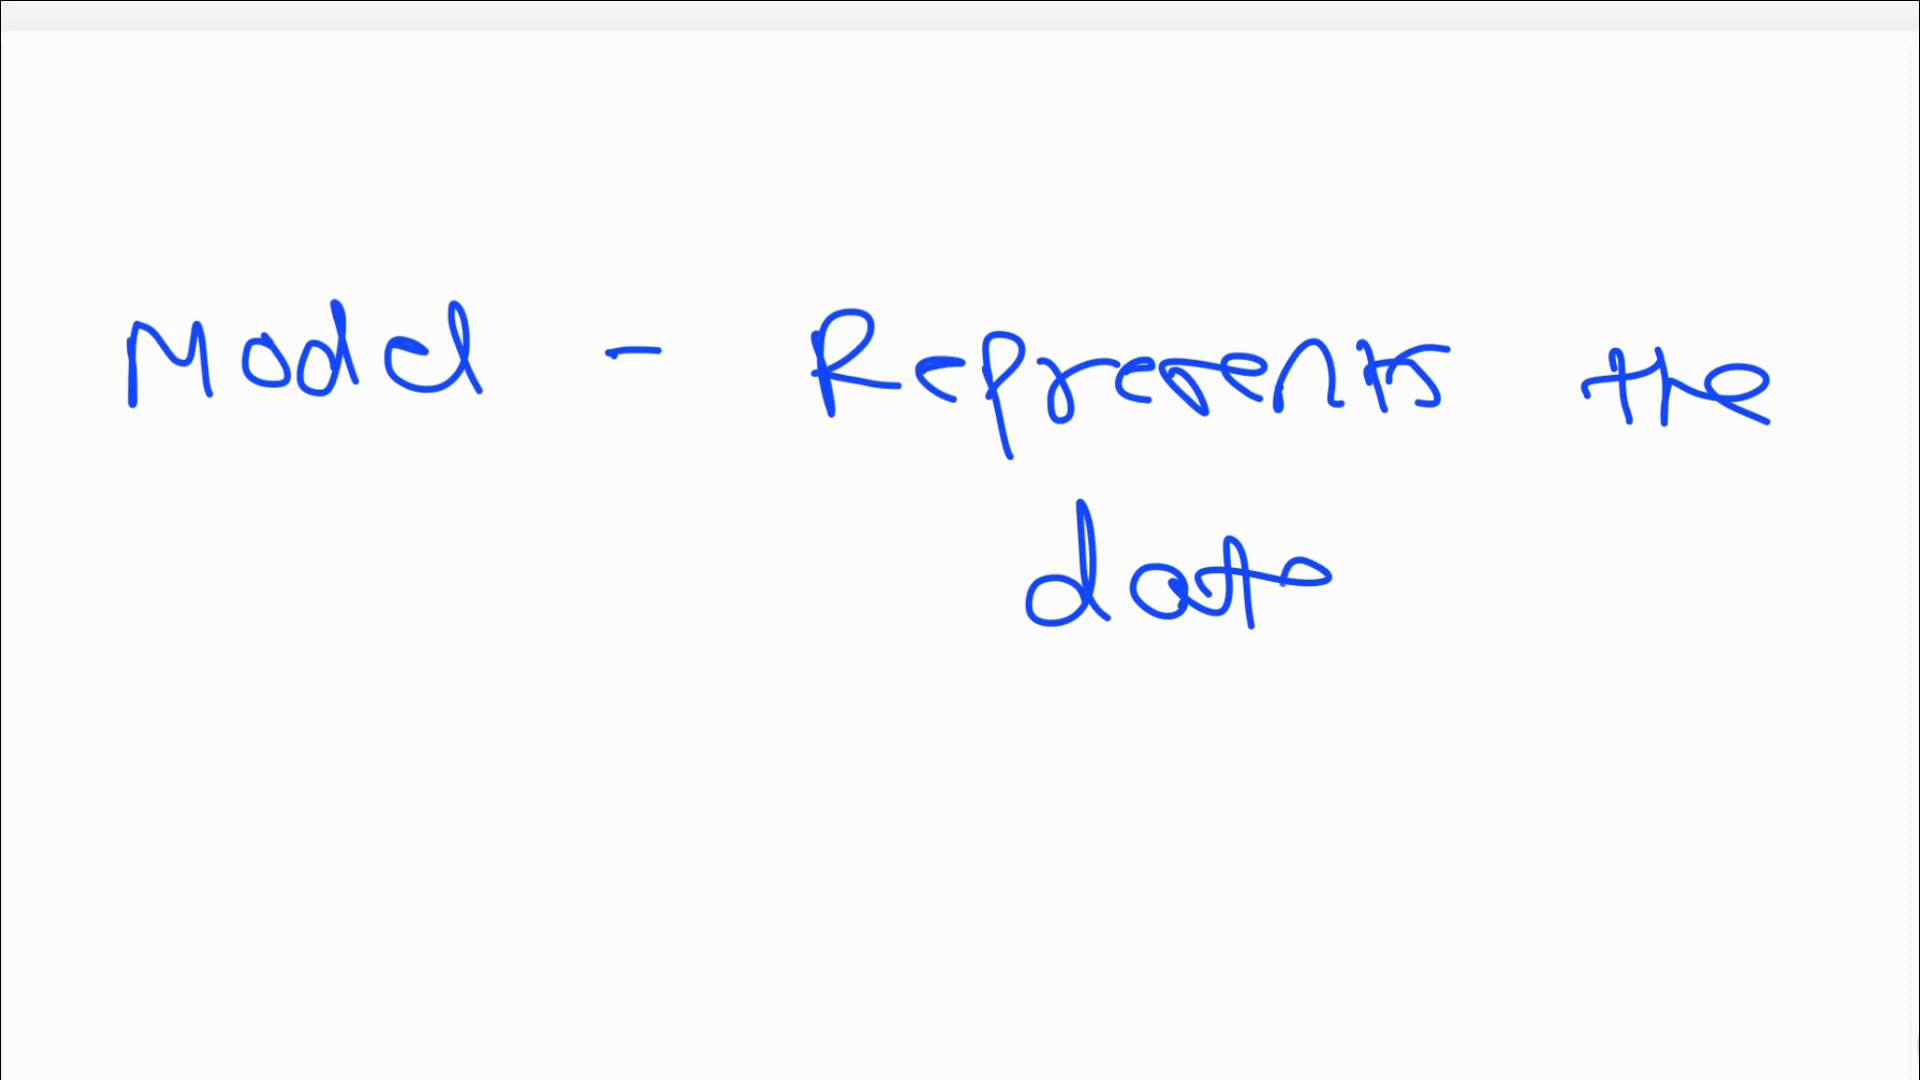 Model - Represents the
data